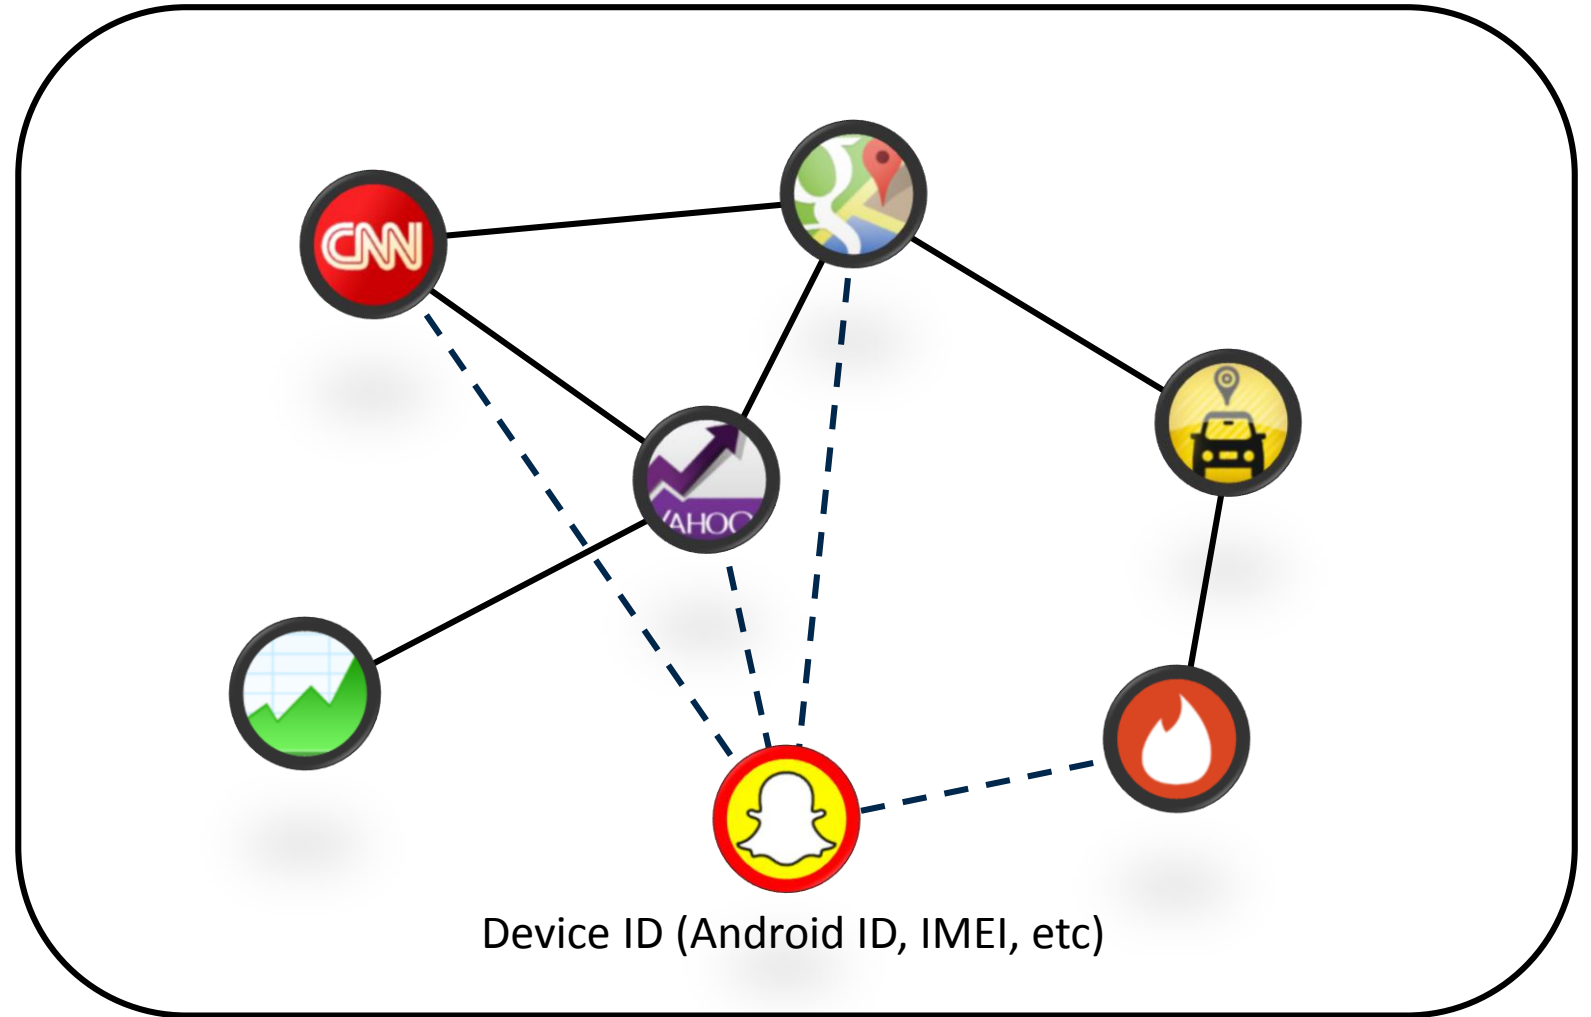 CNN
YAHOO
Device ID (Android ID, IMEI, etc)